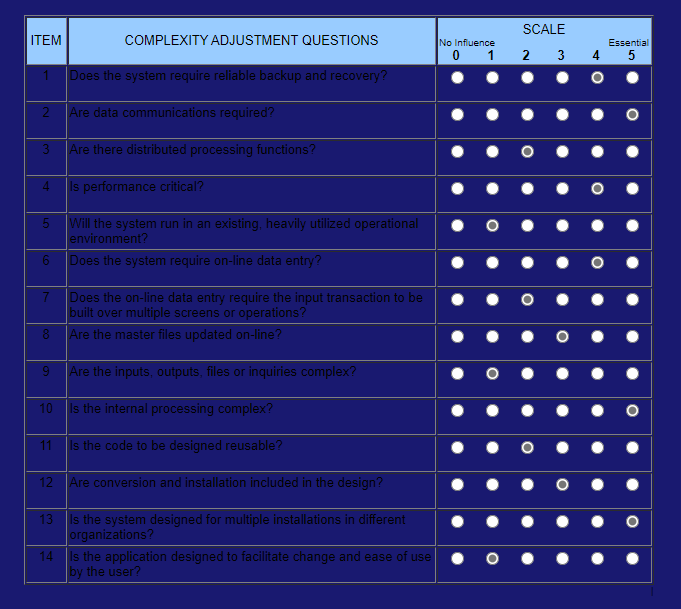 ITEM COMPLEXITY ADJUSTMENT QUESTIONS SCALE
No Influence Essential
0 1 2 3 4 5
1 Does the system require reliable backup and recovery?
2 Are data communications required?
3 Are there distributed processing functions?
4 Is performance critical?
5 Will the system run in an existing, heavily utilized operational
environment?
6 Does the system require on-line data entry?
7 Does the on-line data entry require the input transaction to be
built over multiple screens or operations?
8 Are the master files updated on-line?
9 Are the inputs, outputs, files or inquiries complex?
10 Is the internal processing complex?
11 Is the code to be designed reusable?
12 Are conversion and installation included in the design?
13 Is the system designed for multiple installations in different
organizations?
14 Is the application designed to facilitate change and ease of use
by the user?